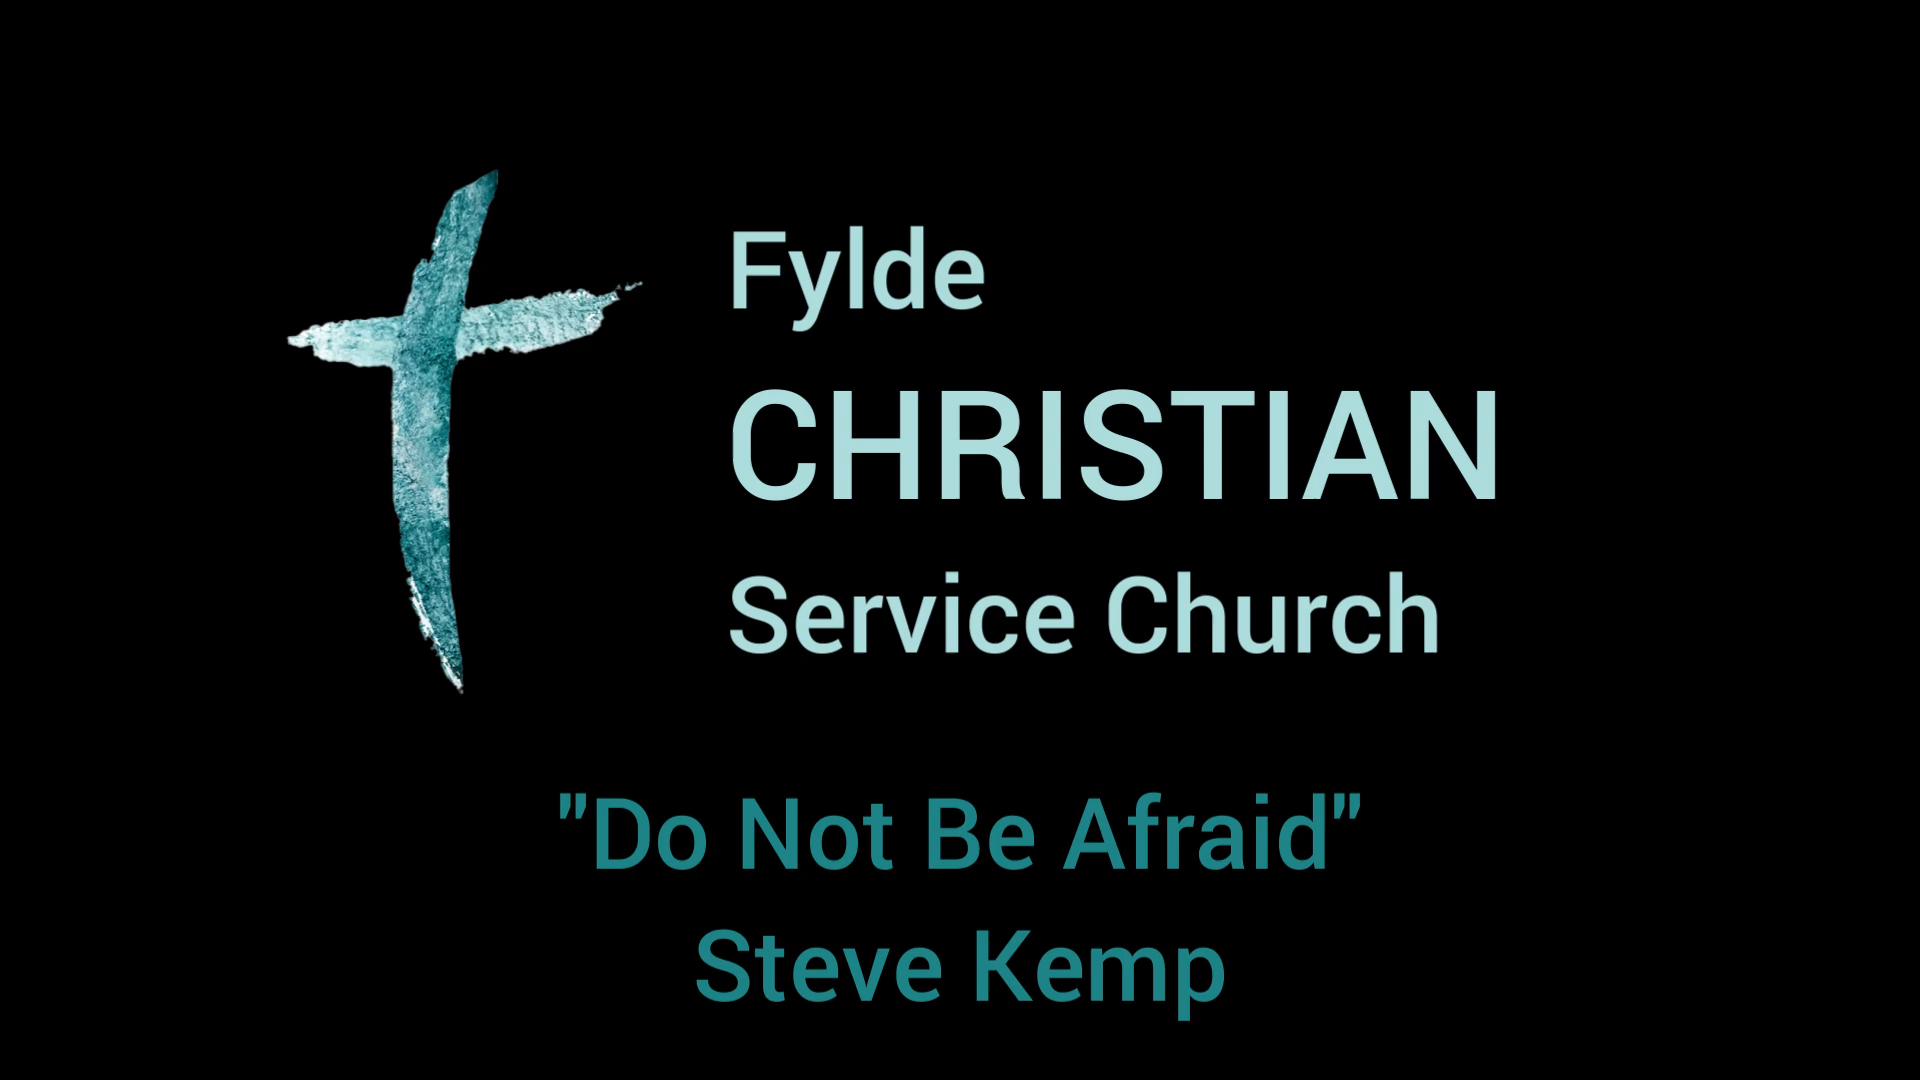 Fylde
CHRISTIAN
Service Church
"Do Not Be Afraid"
Steve Kemp